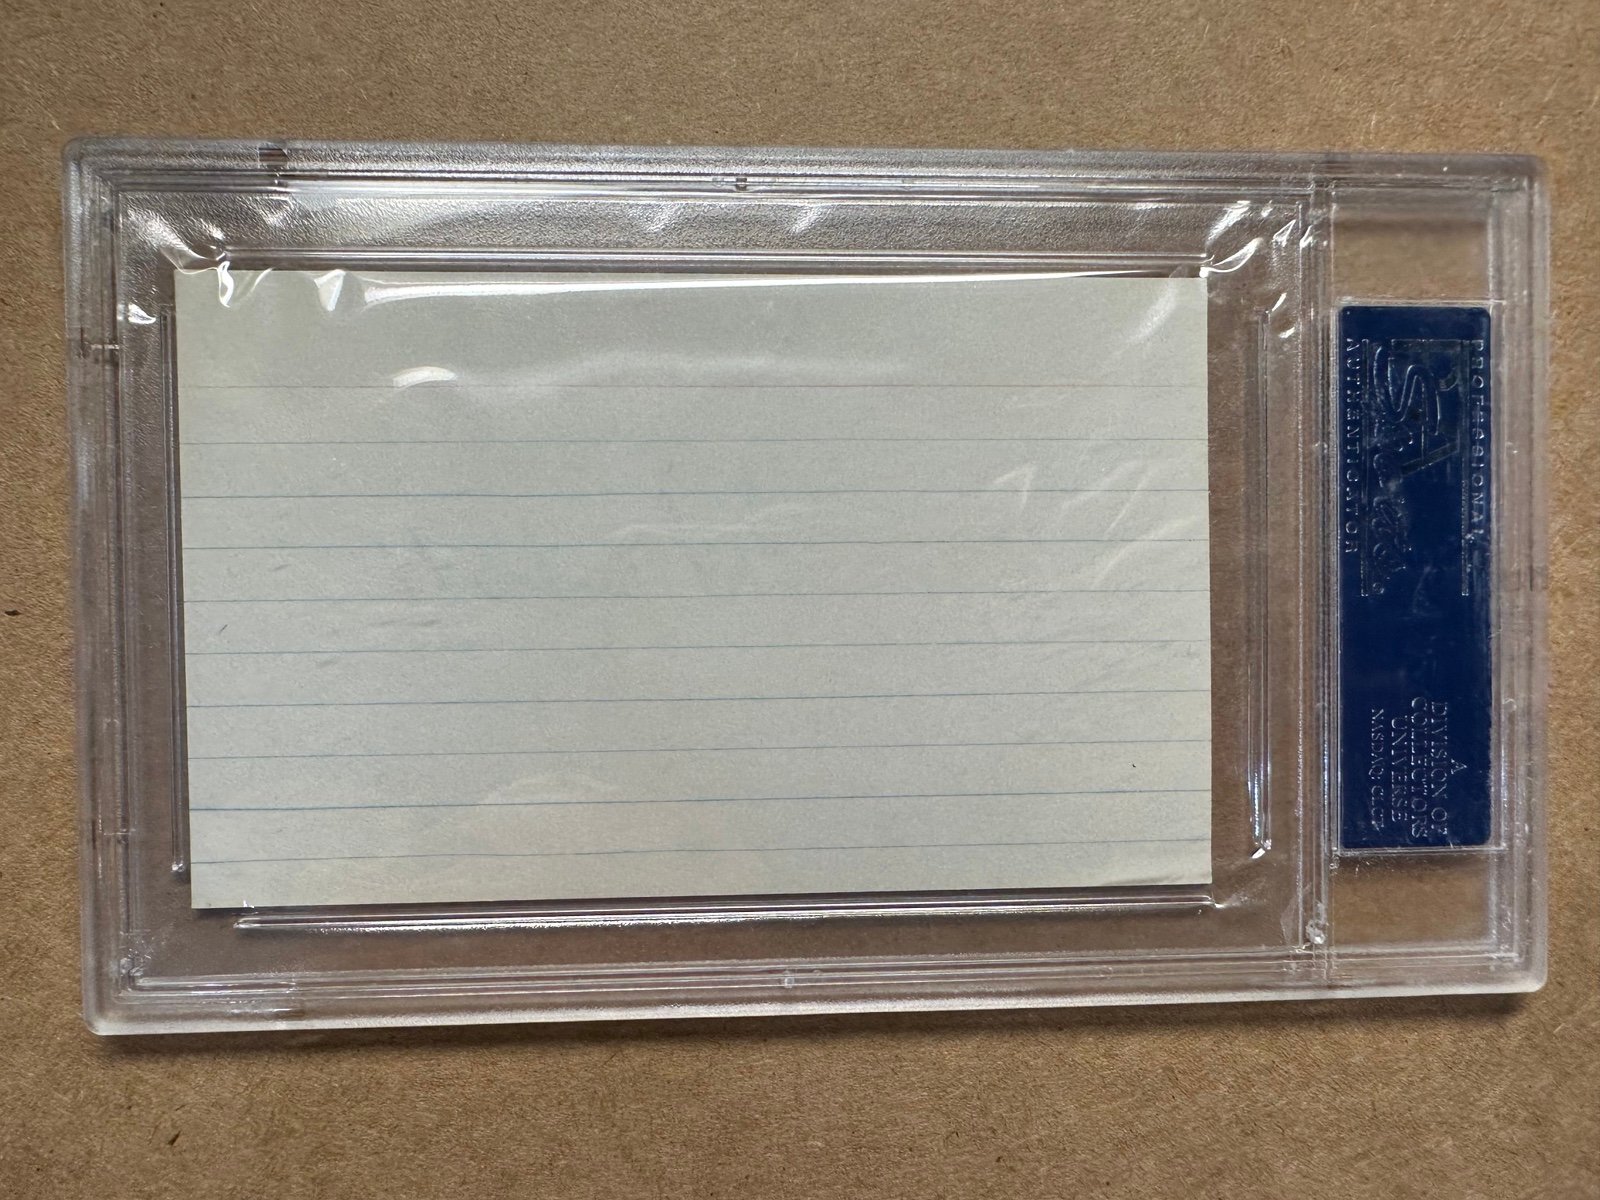 PROFESSIONAL
PSA
AUTHENTICATOR
A
DIVISION OF
COLLECTORS
UNIVERSE
NASDAQ: CLCT